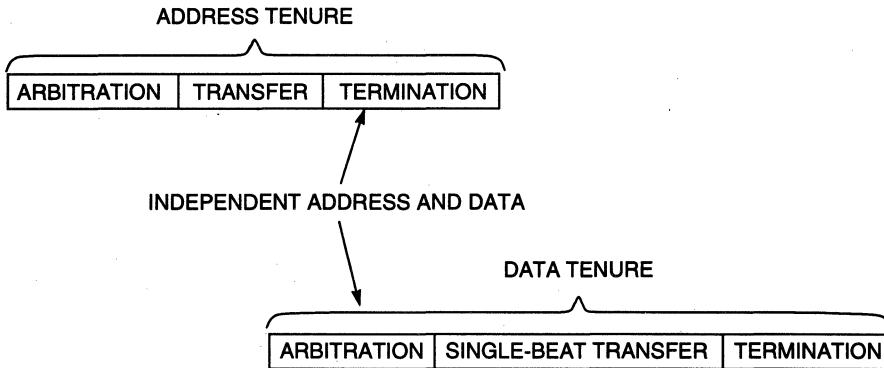 ADDRESS TENURE
ARBITRATION TRANSFER TERMINATION
INDEPENDENT ADDRESS AND DATA
DATA TENURE
ARBITRATION SINGLE-BEAT TRANSFER TERMINATION